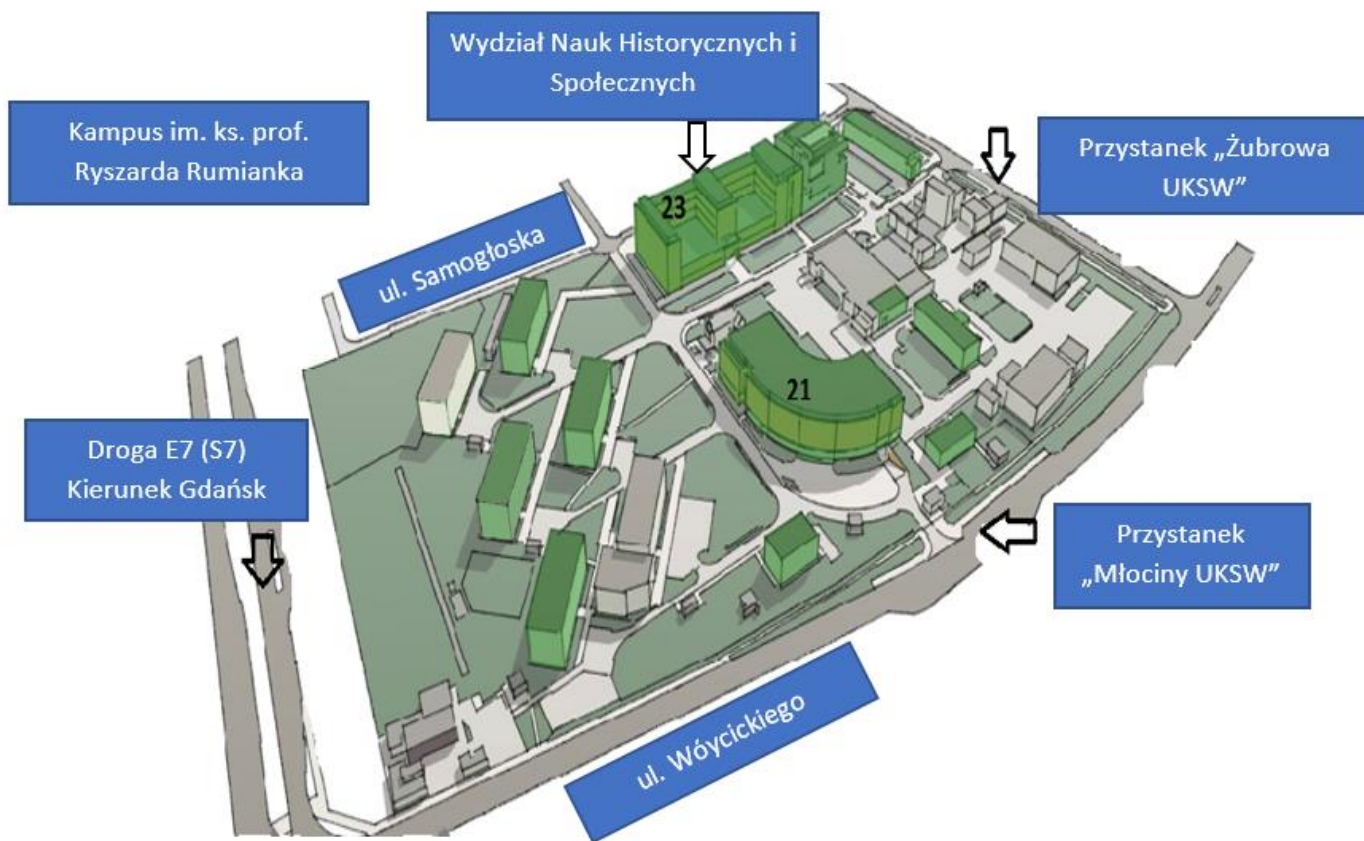 Wydział Nauk Historycznych i
Społecznych
Kampus im. ks. prof.
Ryszarda Rumianka
Przystanek „Żubrowa
UKSW”
23
ul. Samogłoska
21
Droga E7 (S7)
Kierunek Gdańsk
Przystanek
„Młociny UKSW”
ul. Wóycickiego